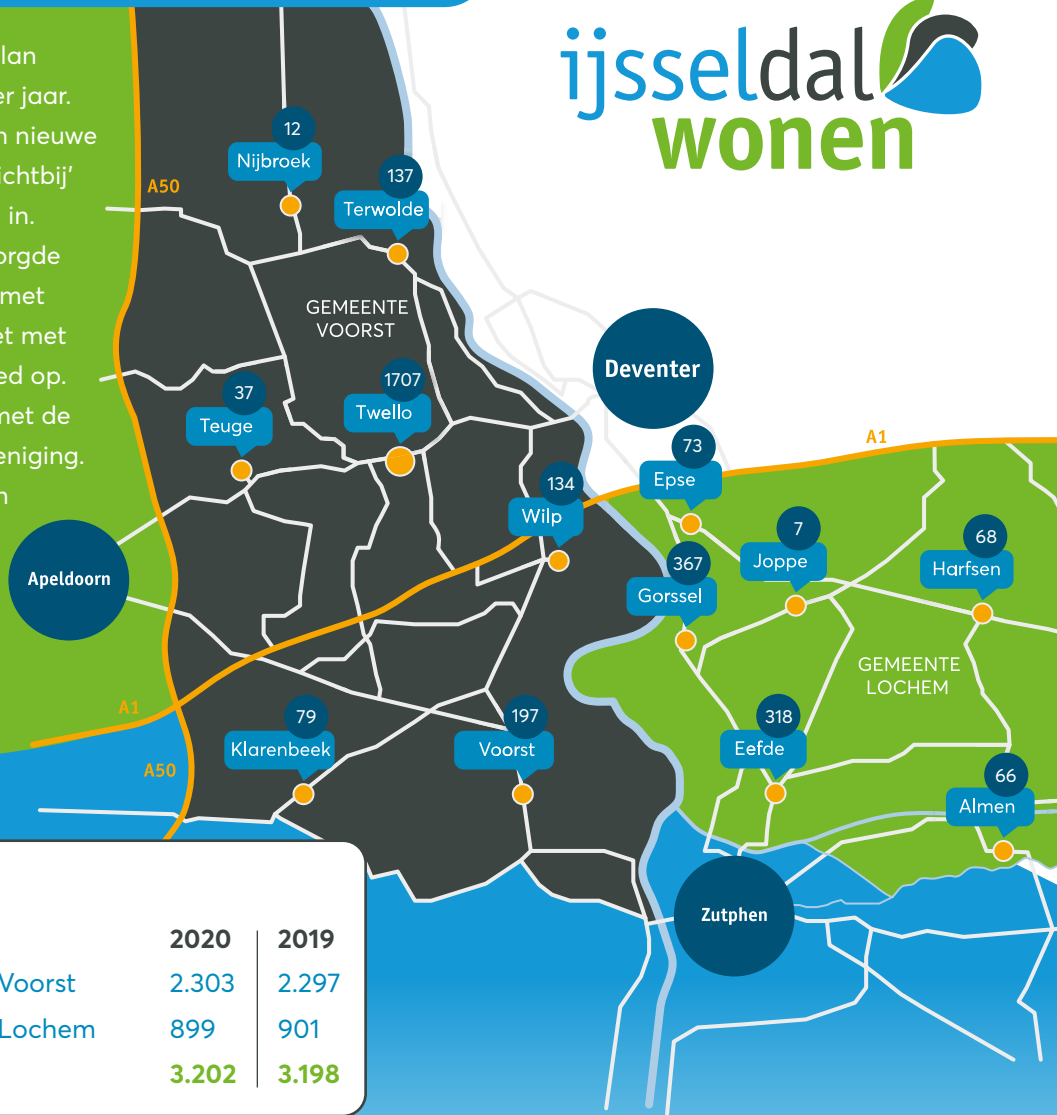 lan
er jaar.
n nieuwe
ichtbij'
in.
orgde
met
et met
ed op.
met de
eniging.
n
ijsseldal
wonen
12
Nijbroek
A50
137
Terwolde
GEMEENTE
VOORST
Deventer
1707
Twello
37
Teuge
A1
73
Epse
134
Wilp
7
Joppe
68
Harfsen
367
Gorssel
Apeldoorn
GEMEENTE
LOCHEM
A1
79
Klarenbeek
197
Voorst
318
Eefde
A50
66
Almen
Zutphen
2020 2019
Voorst 2.303 2.297
Lochem 899 901
3.202 3.198